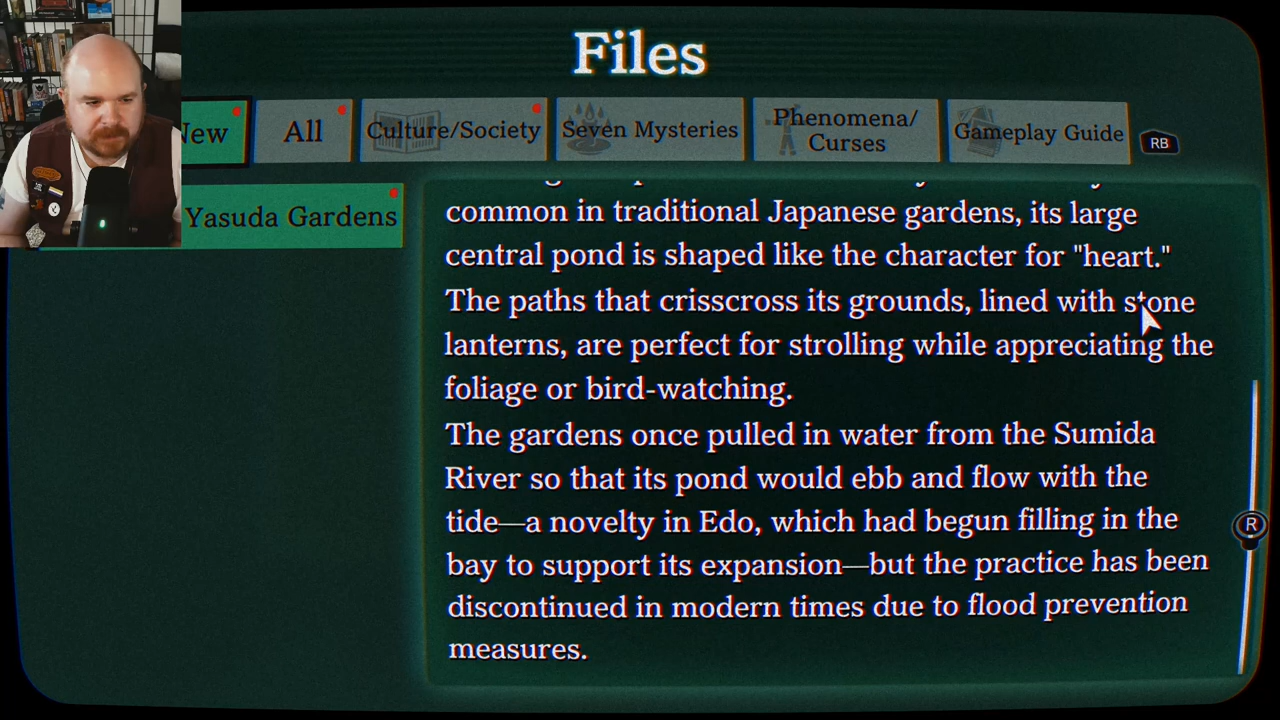 Files
New
All
Culture/Society
Seven Mysteries
Phenomena/
Curses
Gameplay Guide
RB
Yasuda Gardens
common in traditional Japanese gardens, its large
central pond is shaped like the character for "heart."
The paths that crisscross its grounds, lined with stone
lanterns, are perfect for strolling while appreciating the
foliage or bird-watching.
The gardens once pulled in water from the Sumida
River so that its pond would ebb and flow with the
tide—a novelty in Edo, which had begun filling in the
bay to support its expansion—but the practice has been
discontinued in modern times due to flood prevention
measures.
R